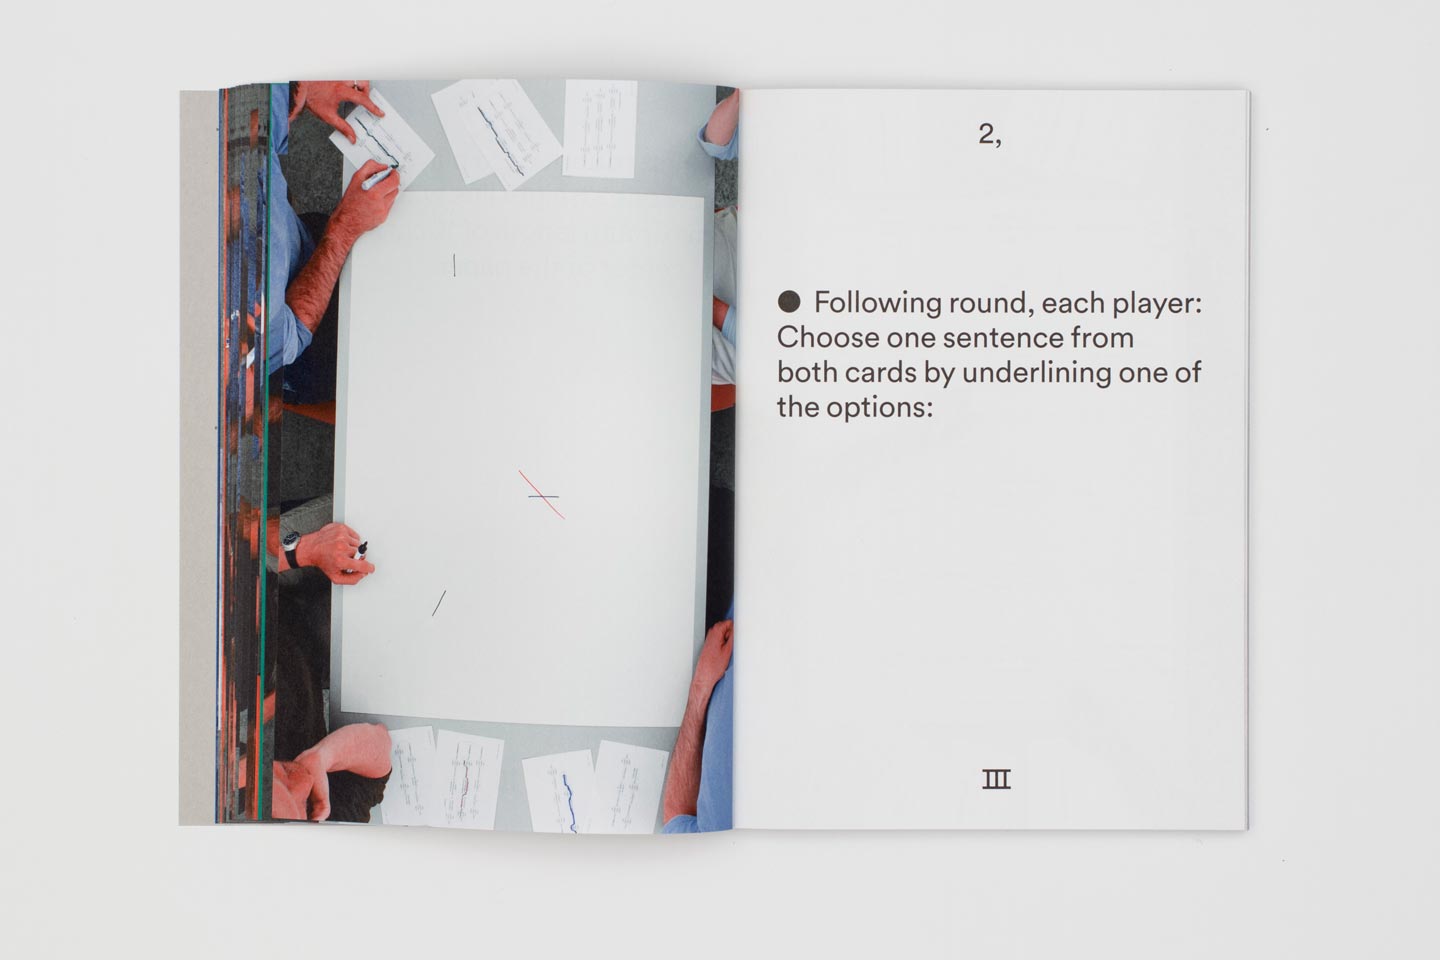 2,
● Following round, each player:
Choose one sentence from
both cards by underlining one of
the options:
III